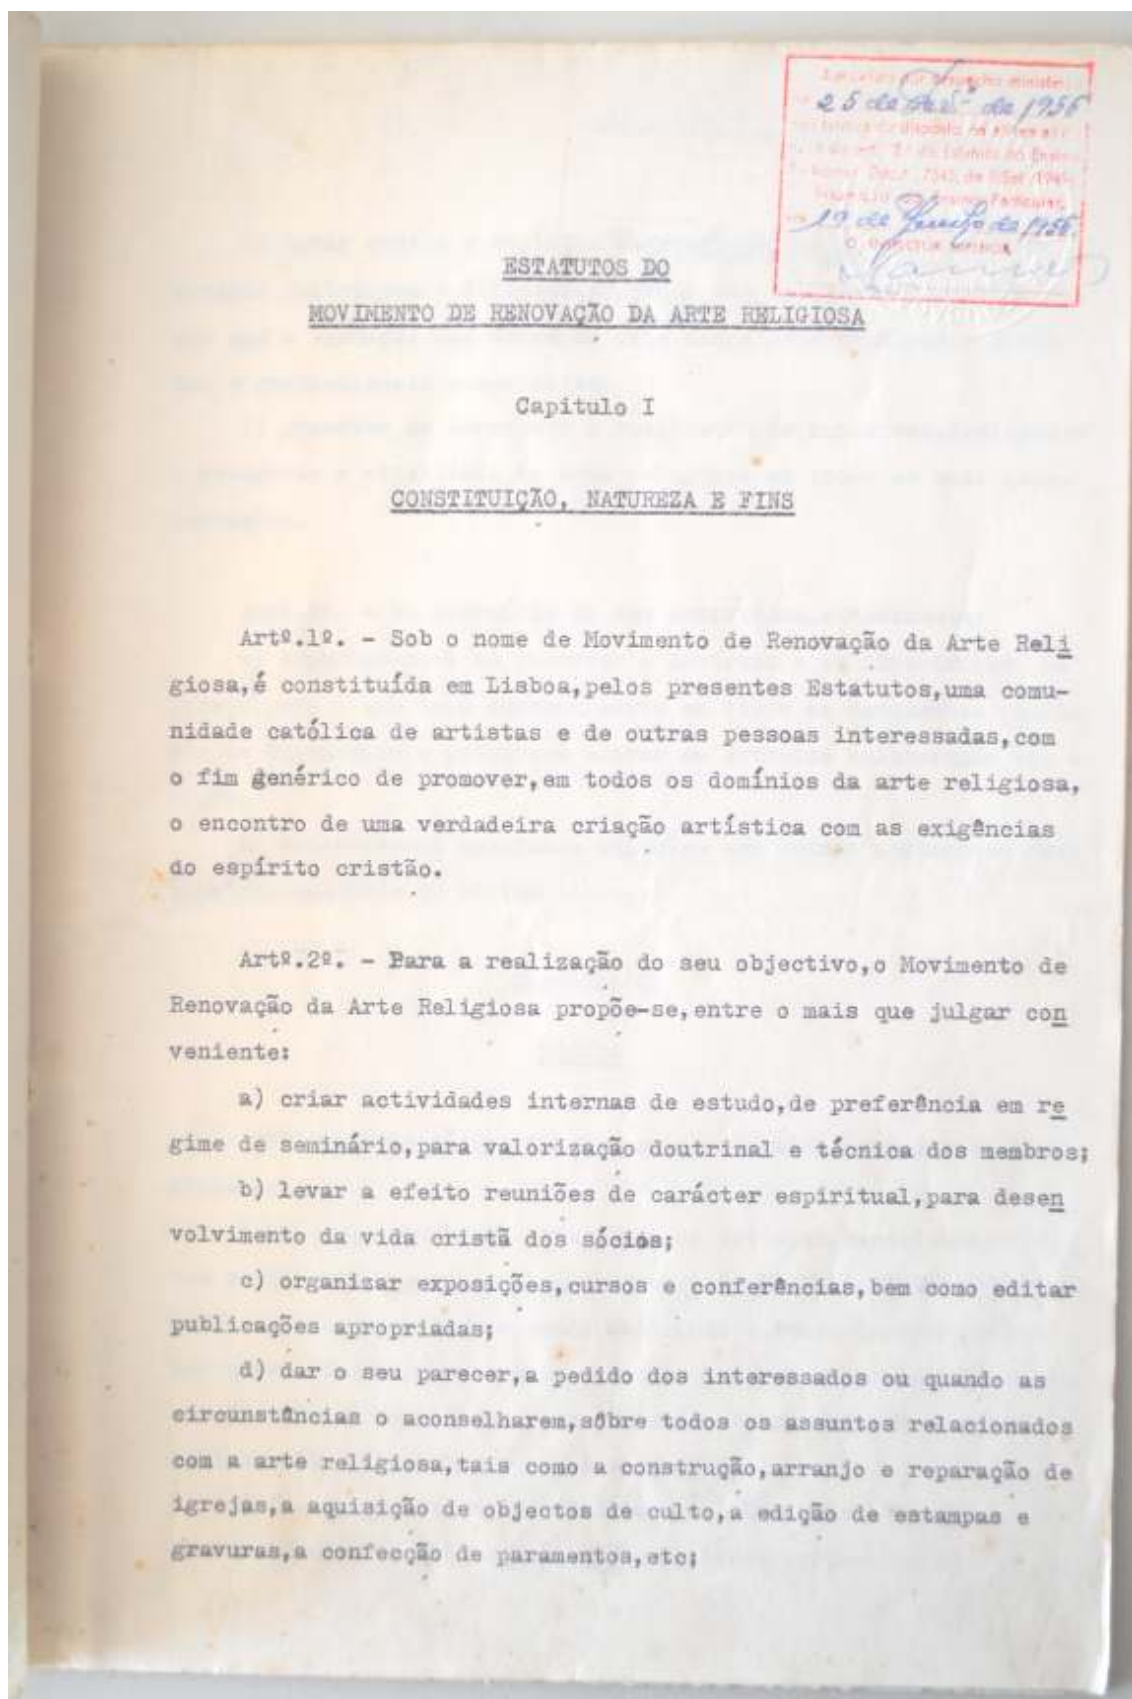 25 de de 1956
19 de Junho de 1956.
ESTATUTOS DO
MOVIMENTO DE RENOVAÇÃO DA ARTE RELIGIOSA
Capitulo I
CONSTITUIÇÃO, NATUREZA E FINS
Artº.1º. - Sob o nome de Movimento de Renovação da Arte Reli
giosa,é constituída em Lisboa,pelos presentes Estatutos,uma comu-
nidade católica de artistas e de outras pessoas interessadas,com
o fim genérico de promover,em todos os domínios da arte religiosa,
o encontro de uma verdadeira criação artística com as exigências
do espírito cristão.
Artº.2º. - Para a realização do seu objectivo,o Movimento de
Renovação da Arte Religiosa propõe-se,entre o mais que julgar con
veniente:
a) criar actividades internas de estudo,de preferência em re
gime de seminário,para valorização doutrinal e técnica dos membros;
b) levar a efeito reuniões de carácter espiritual,para desen
volvimento da vida cristã dos sócios;
c) organizar exposições,cursos e conferências,bem como editar
publicações apropriadas;
d) dar o seu parecer,a pedido dos interessados ou quando as
circunstâncias o aconselharem,sôbre todos os assuntos relacionados
com a arte religiosa,tais como a construção,arranjo e reparação de
igrejas,a aquisição de objectos de culto,a edição de estampas e
gravuras,a confecção de paramentos,etc;